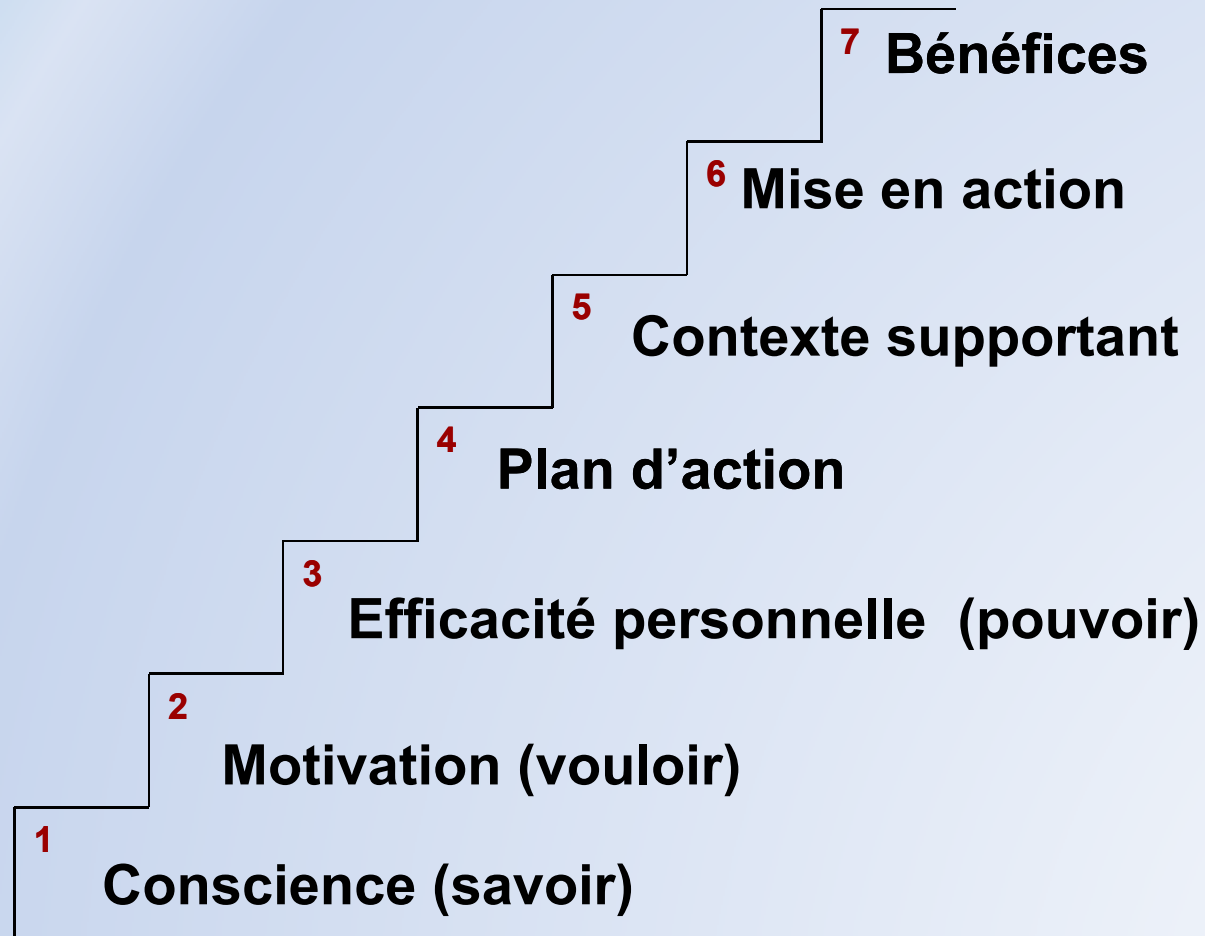 7 Bénéfices
6 Mise en action
5
Contexte supportant
4
Plan d’action
3
Efficacité personnelle (pouvoir)
2
Motivation (vouloir)
1
Conscience (savoir)